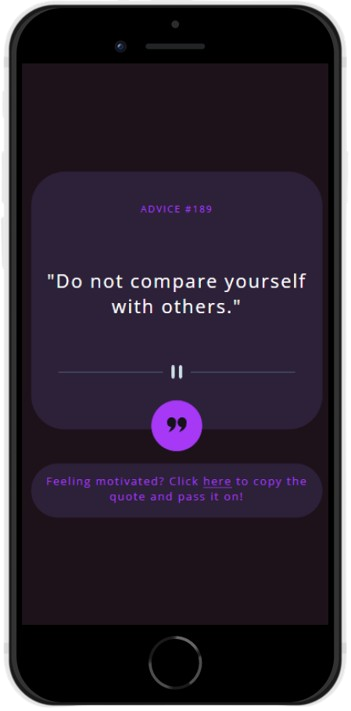 ADVICE #189
"Do not compare yourself
with others."
Feeling motivated? Click here to copy the
quote and pass it on!